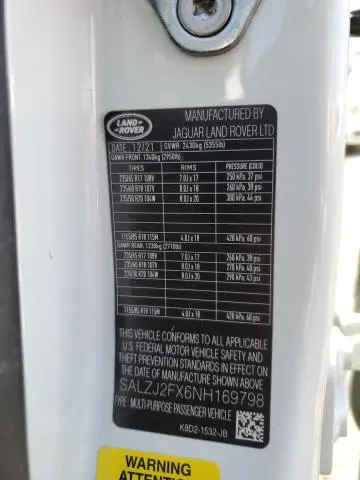 LAND
ROVER
MANUFACTURED BY
JAGUAR LAND ROVER LTD
DATE: 12/21 GVWR: 2430kg (5355lb)
GAWR FRONT: 1340kg (2950lb)
TIRES RIMS PRESSURE (COLD)
235/65 R17 108V 7.0J x 17 250 kPa, 37 psi
235/60 R18 107V 8.0J x 18 260 kPa, 38 psi
235/50 R20 104W 8.0J x 20 300 kPa, 44 psi
T155/85 R18 115M 4.0J x 18 420 kPa, 60 psi
GAWR REAR: 1230kg (2710lb)
235/65 R17 108V 7.0J x 17 260 kPa, 38 psi
235/60 R18 107V 8.0J x 18 270 kPa, 40 psi
235/50 R20 104W 8.0J x 20 290 kPa, 43 psi
T155/85 R18 115M 4.0J x 18 420 kPa, 60 psi
THIS VEHICLE CONFORMS TO ALL APPLICABLE
U.S. FEDERAL MOTOR VEHICLE SAFETY AND
THEFT PREVENTION STANDARDS IN EFFECT ON
THE DATE OF MANUFACTURE SHOWN ABOVE.
SALZJ2FX6NH169798
TYPE: MULTI-PURPOSE PASSENGER VEHICLE
K8D2-1532-JB
WARNING
ATTENTION